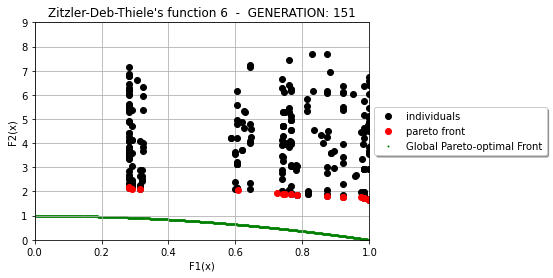 Zitzler-Deb-Thiele's function 6  -  GENERATION: 151
F2(x)
9
8
7
6
5
4
3
2
1
0
0.0 0.2 0.4 0.6 0.8 1.0
F1(x)
individuals
pareto front
Global Pareto-optimal Front